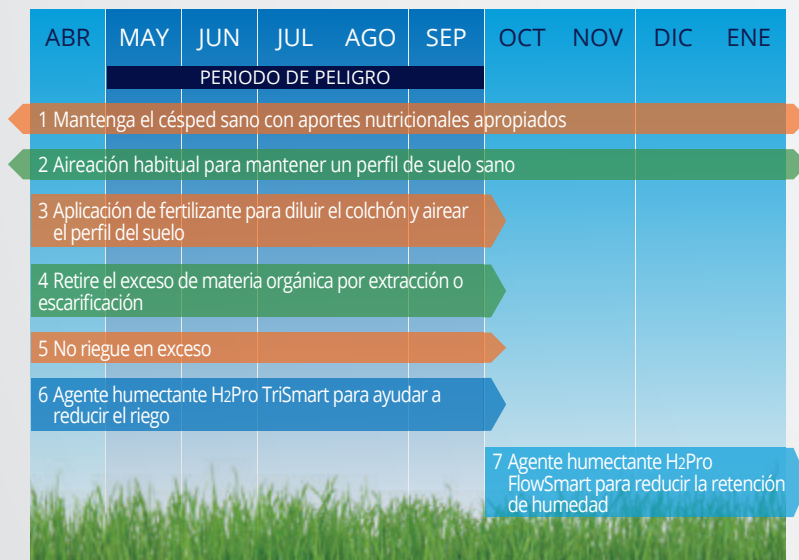 ABR MAY JUN JUL AGO SEP OCT NOV DIC ENE
PERIODO DE PELIGRO
1 Mantenga el césped sano con aportes nutricionales apropiados
2 Aireación habitual para mantener un perfil de suelo sano
3 Aplicación de fertilizante para diluir el colchón y airear
el perfil del suelo
4 Retire el exceso de materia orgánica por extracción o
escarificación
5 No riegue en exceso
6 Agente humectante H2Pro TriSmart para ayudar a
reducir el riego
7 Agente humectante H2Pro
FlowSmart para reducir la retención
de humedad